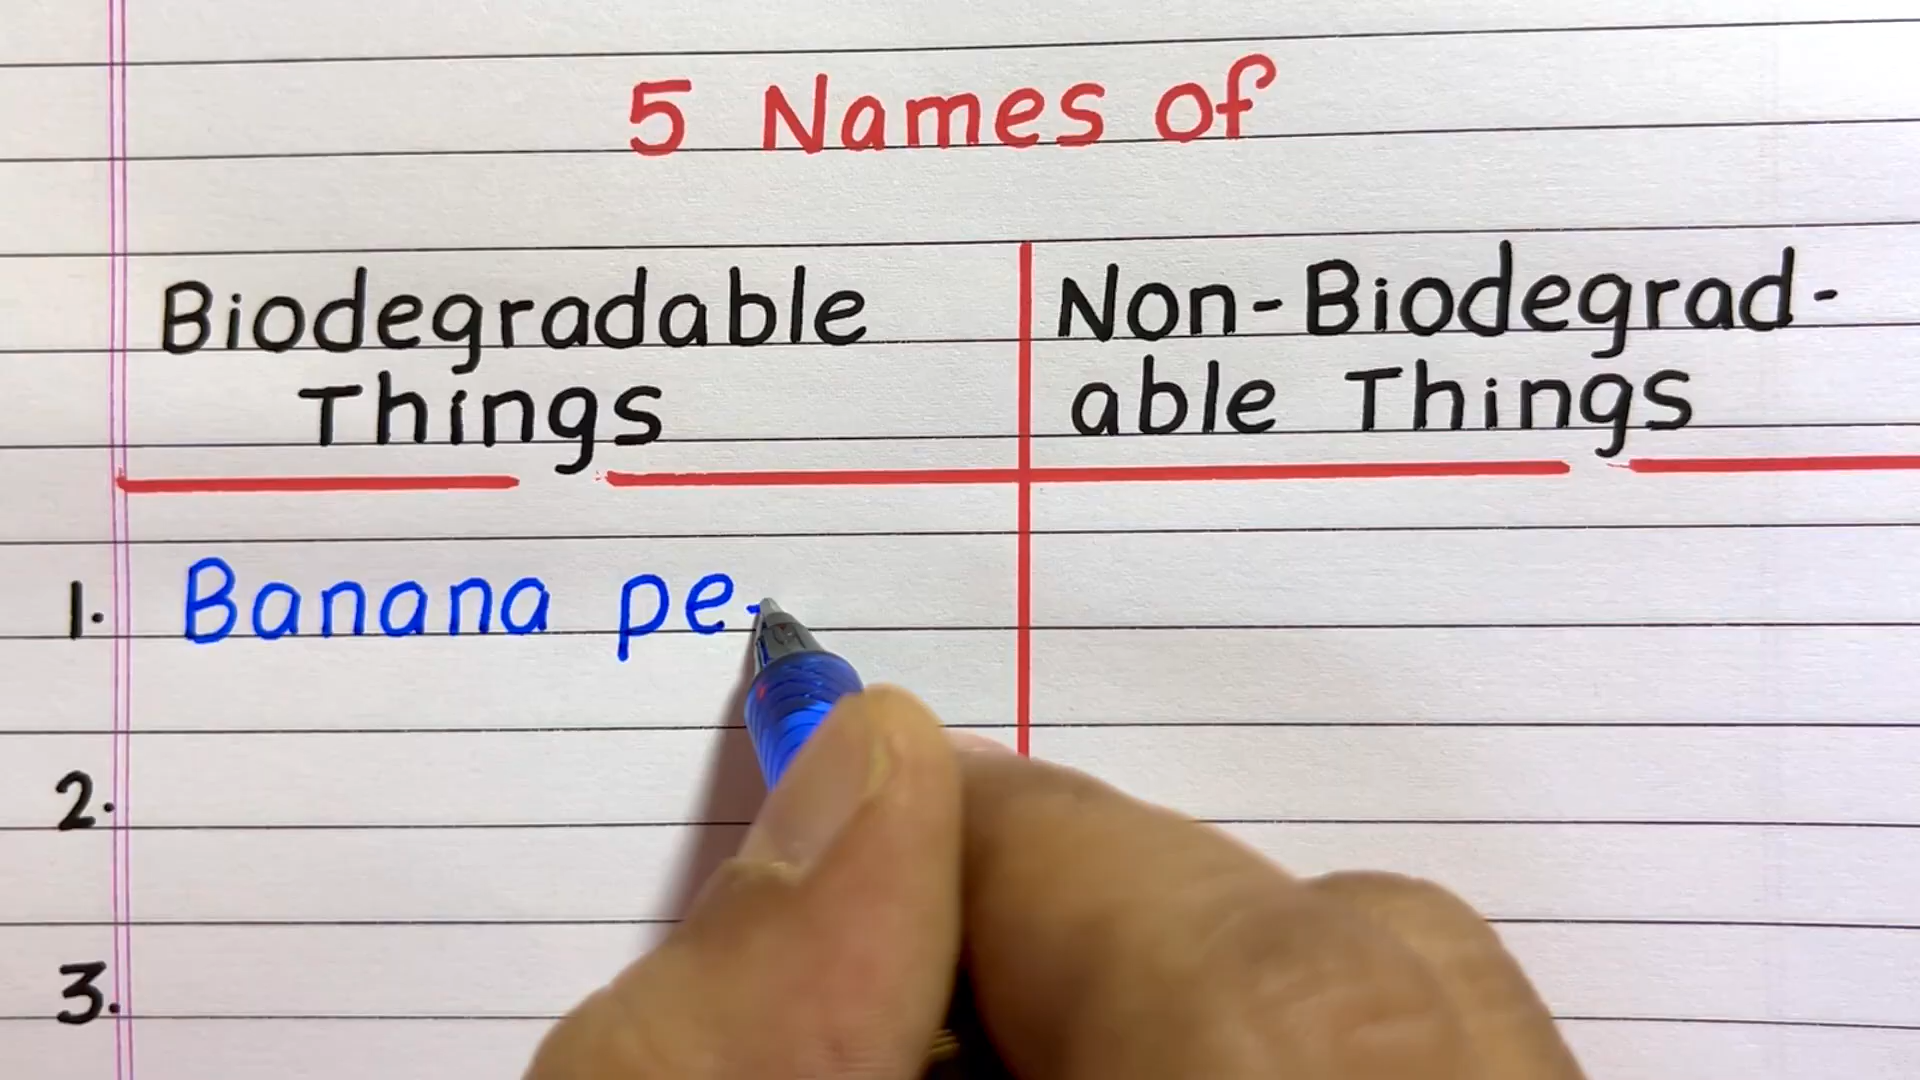 5 Names of
Biodegradable
Things
Non-Biodegrad-
able Things
1. Banana pe
2.
3.